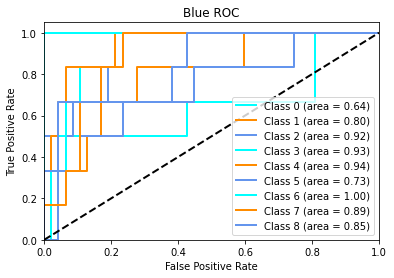 Blue ROC
True Positive Rate
1.0
0.8
0.6
0.4
0.2
0.0
Class 0 (area = 0.64)
Class 1 (area = 0.80)
Class 2 (area = 0.92)
Class 3 (area = 0.93)
Class 4 (area = 0.94)
Class 5 (area = 0.73)
Class 6 (area = 1.00)
Class 7 (area = 0.89)
Class 8 (area = 0.85)
0.0 0.2 0.4 0.6 0.8 1.0
False Positive Rate